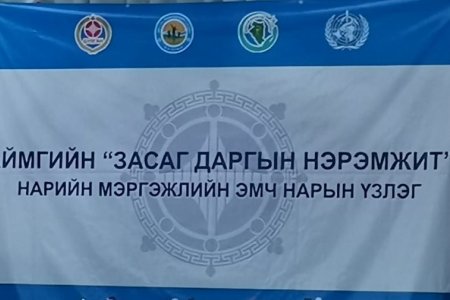 ЙМГИЙН “ЗАСАГ ДАРГЫН НЭРЭМЖИТ”
НАРИЙН МЭРГЭЖЛИЙН ЭМЧ НАРЫН ҮЗЛЭГ